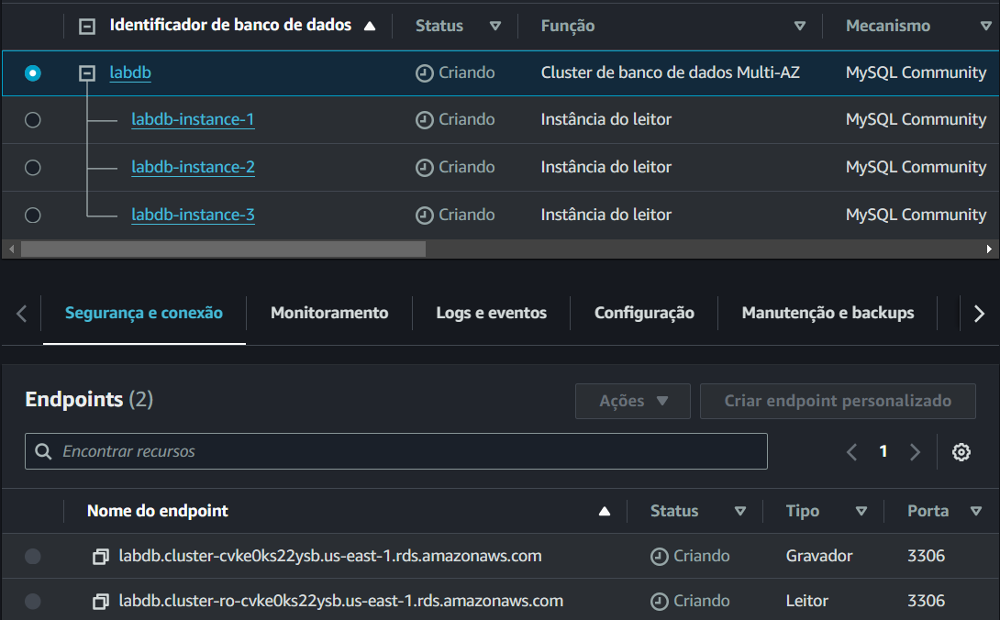 Identificador de banco de dados Status Função Mecanismo
labdb Criando Cluster de banco de dados Multi-AZ MySQL Community
labdb-instance-1 Criando Instância do leitor MySQL Community
labdb-instance-2 Criando Instância do leitor MySQL Community
labdb-instance-3 Criando Instância do leitor MySQL Community
Segurança e conexão Monitoramento Logs e eventos Configuração Manutenção e backups
Endpoints (2) Ações Criar endpoint personalizado
Encontrar recursos 1
Nome do endpoint Status Tipo Porta
labdb.cluster-cvke0ks22ysb.us-east-1.rds.amazonaws.com Criando Gravador 3306
labdb.cluster-ro-cvke0ks22ysb.us-east-1.rds.amazonaws.com Criando Leitor 3306